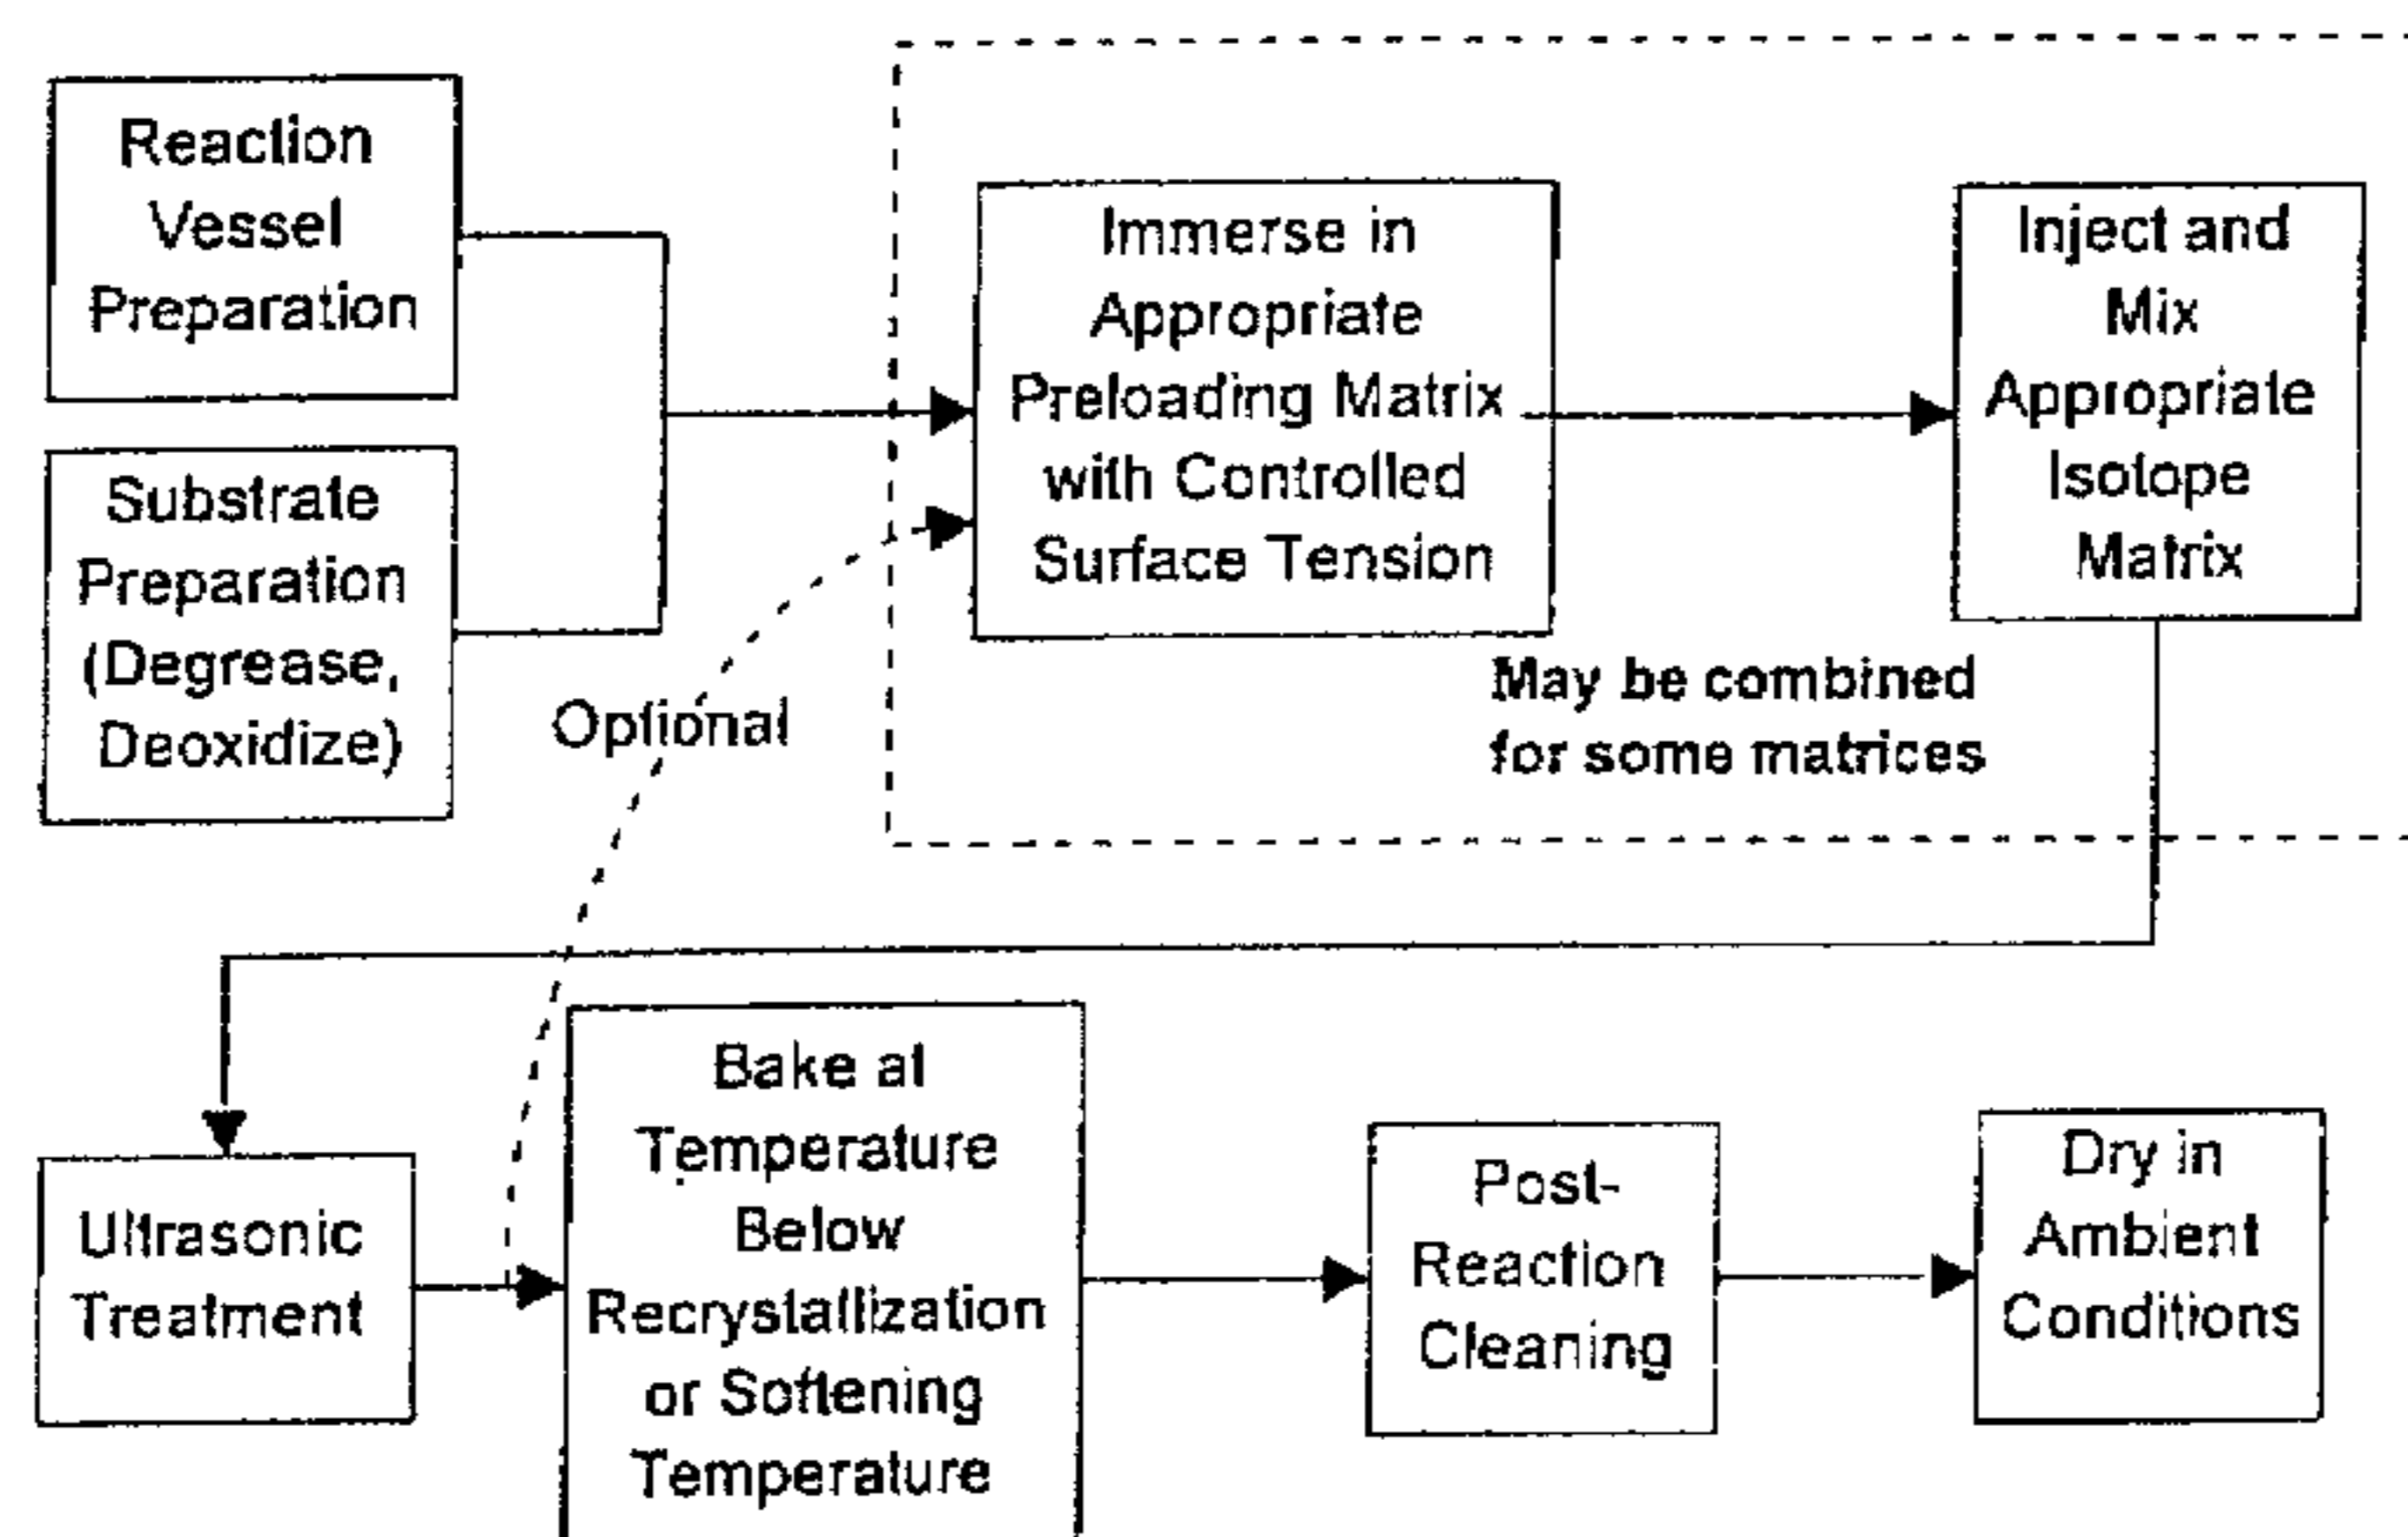 Reaction
Vessel
Preparation
Substrate
Preparation
(Degrease,
Deoxidize)
Optional
Immerse in
Appropriate
Preloading Matrix
with Controlled
Surface Tension
Inject and
Mix
Appropriate
Isotope
Matrix
May be combined
for some matrices
Ultrasonic
Treatment
Bake at
Temperature
Below
Recrystallization
or Softening
Temperature
Post-
Reaction
Cleaning
Dry in
Ambient
Conditions